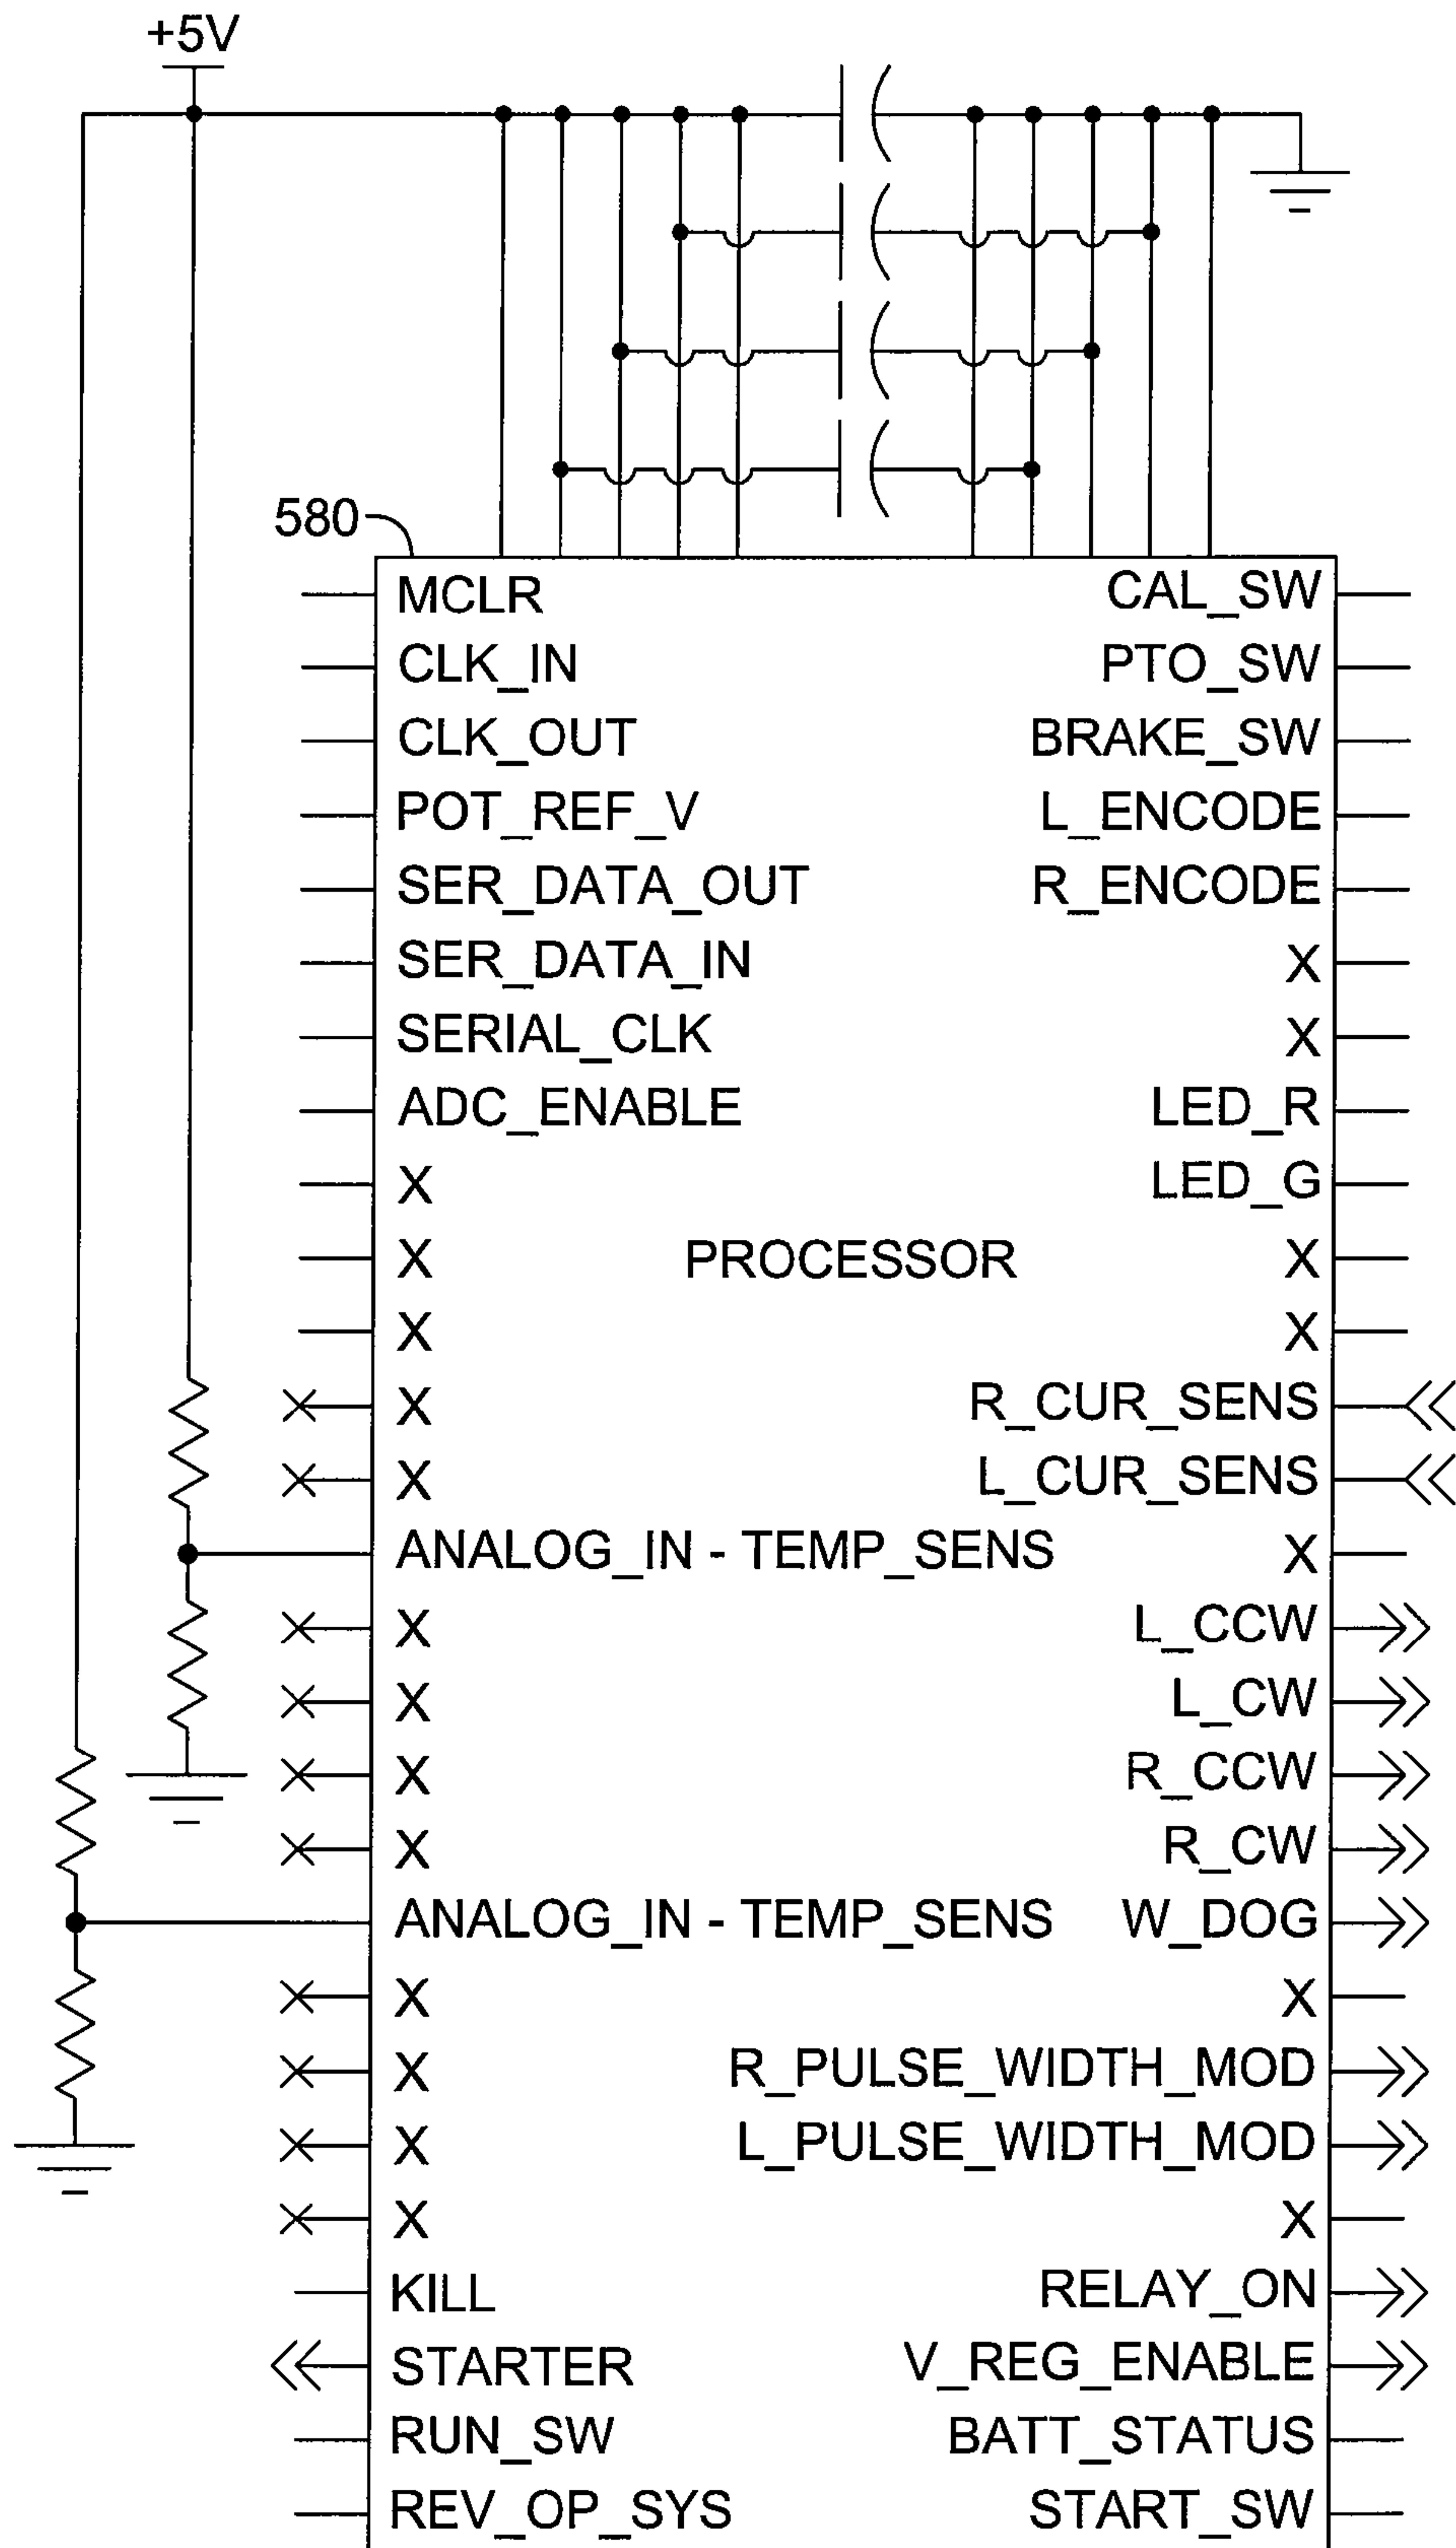 +5V
580
MCLR CAL_SW
CLK_IN PTO_SW
CLK_OUT BRAKE_SW
POT_REF_V L_ENCODE
SER_DATA_OUT R_ENCODE
SER_DATA_IN X
SERIAL_CLK X
ADC_ENABLE LED_R
X LED_G
X PROCESSOR X
X X
X R_CUR_SENS
X L_CUR_SENS
ANALOG_IN - TEMP_SENS X
X L_CCW
X L_CW
X R_CCW
X R_CW
ANALOG_IN - TEMP_SENS W_DOG
X X
X R_PULSE_WIDTH_MOD
X L_PULSE_WIDTH_MOD
X X
KILL RELAY_ON
STARTER V_REG_ENABLE
RUN_SW BATT_STATUS
REV_OP_SYS START_SW